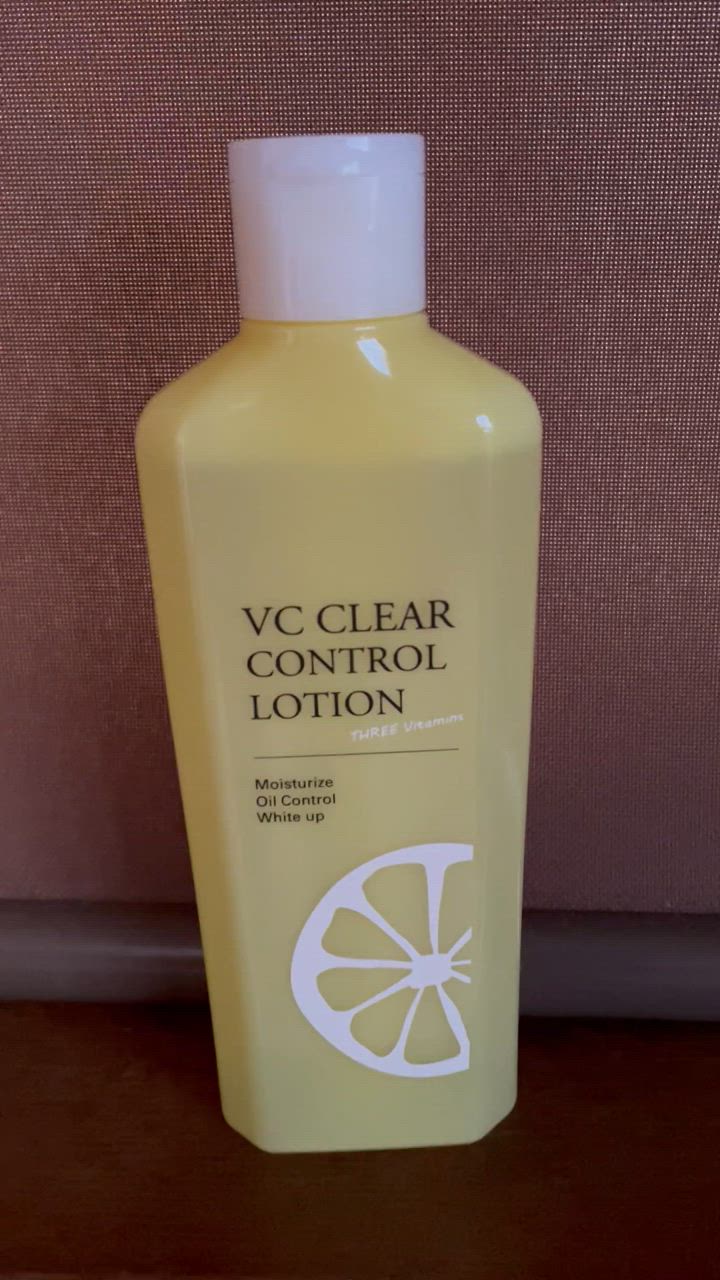 VC CLEAR
CONTROL
LOTION
THREE Vitamins
Moisturize
Oil Control
White up